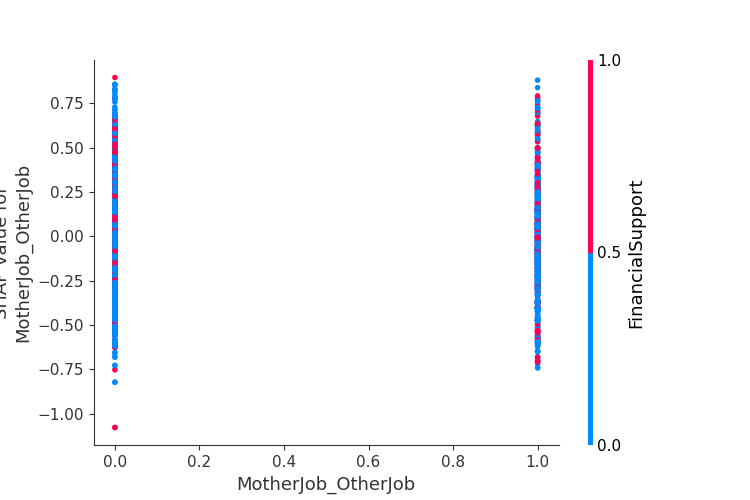 SHAP value for
MotherJob_OtherJob
0.75
0.50
0.25
0.00
−0.25
−0.50
−0.75
−1.00
0.0 0.2 0.4 0.6 0.8 1.0
MotherJob_OtherJob
1.0
0.5
0.0
FinancialSupport